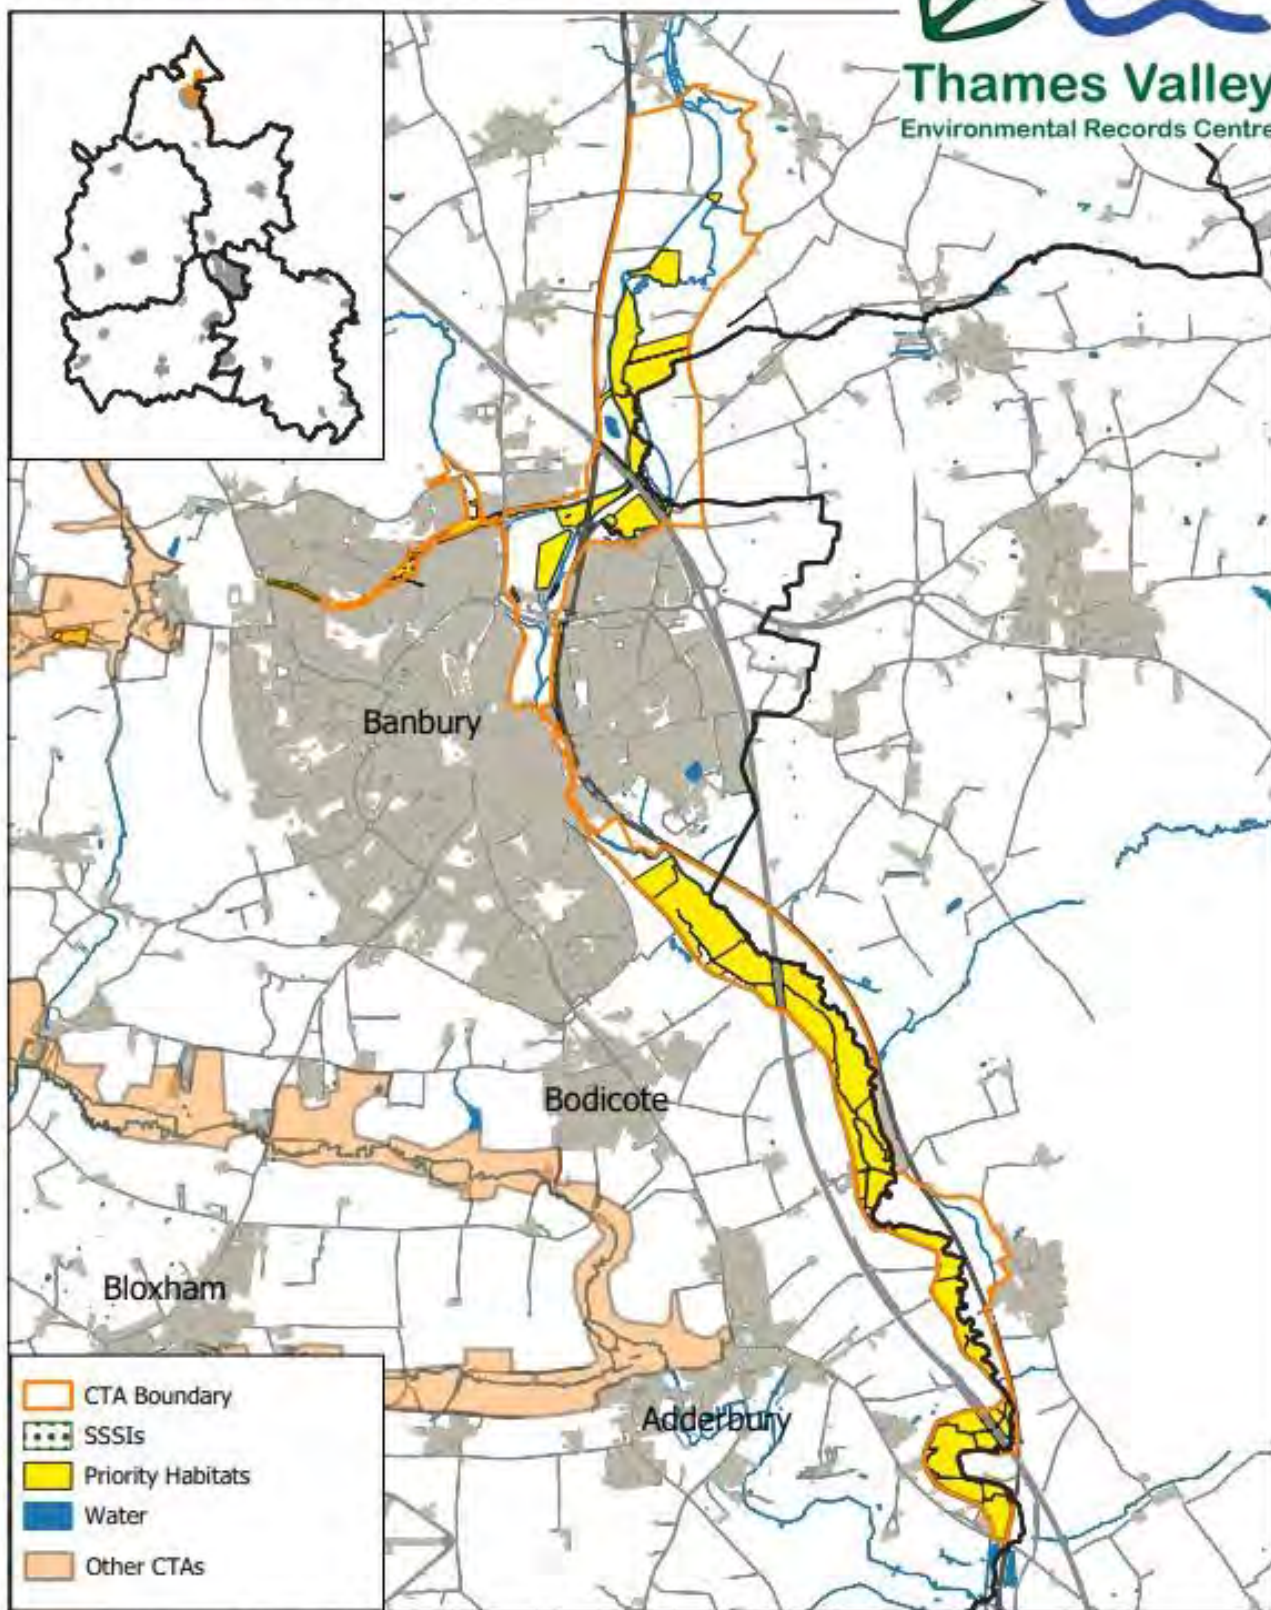 Thames Valley
Environmental Records Centre
Banbury
Bodicote
Bloxham
Adderbury
CTA Boundary
SSSIs
Priority Habitats
Water
Other CTAs